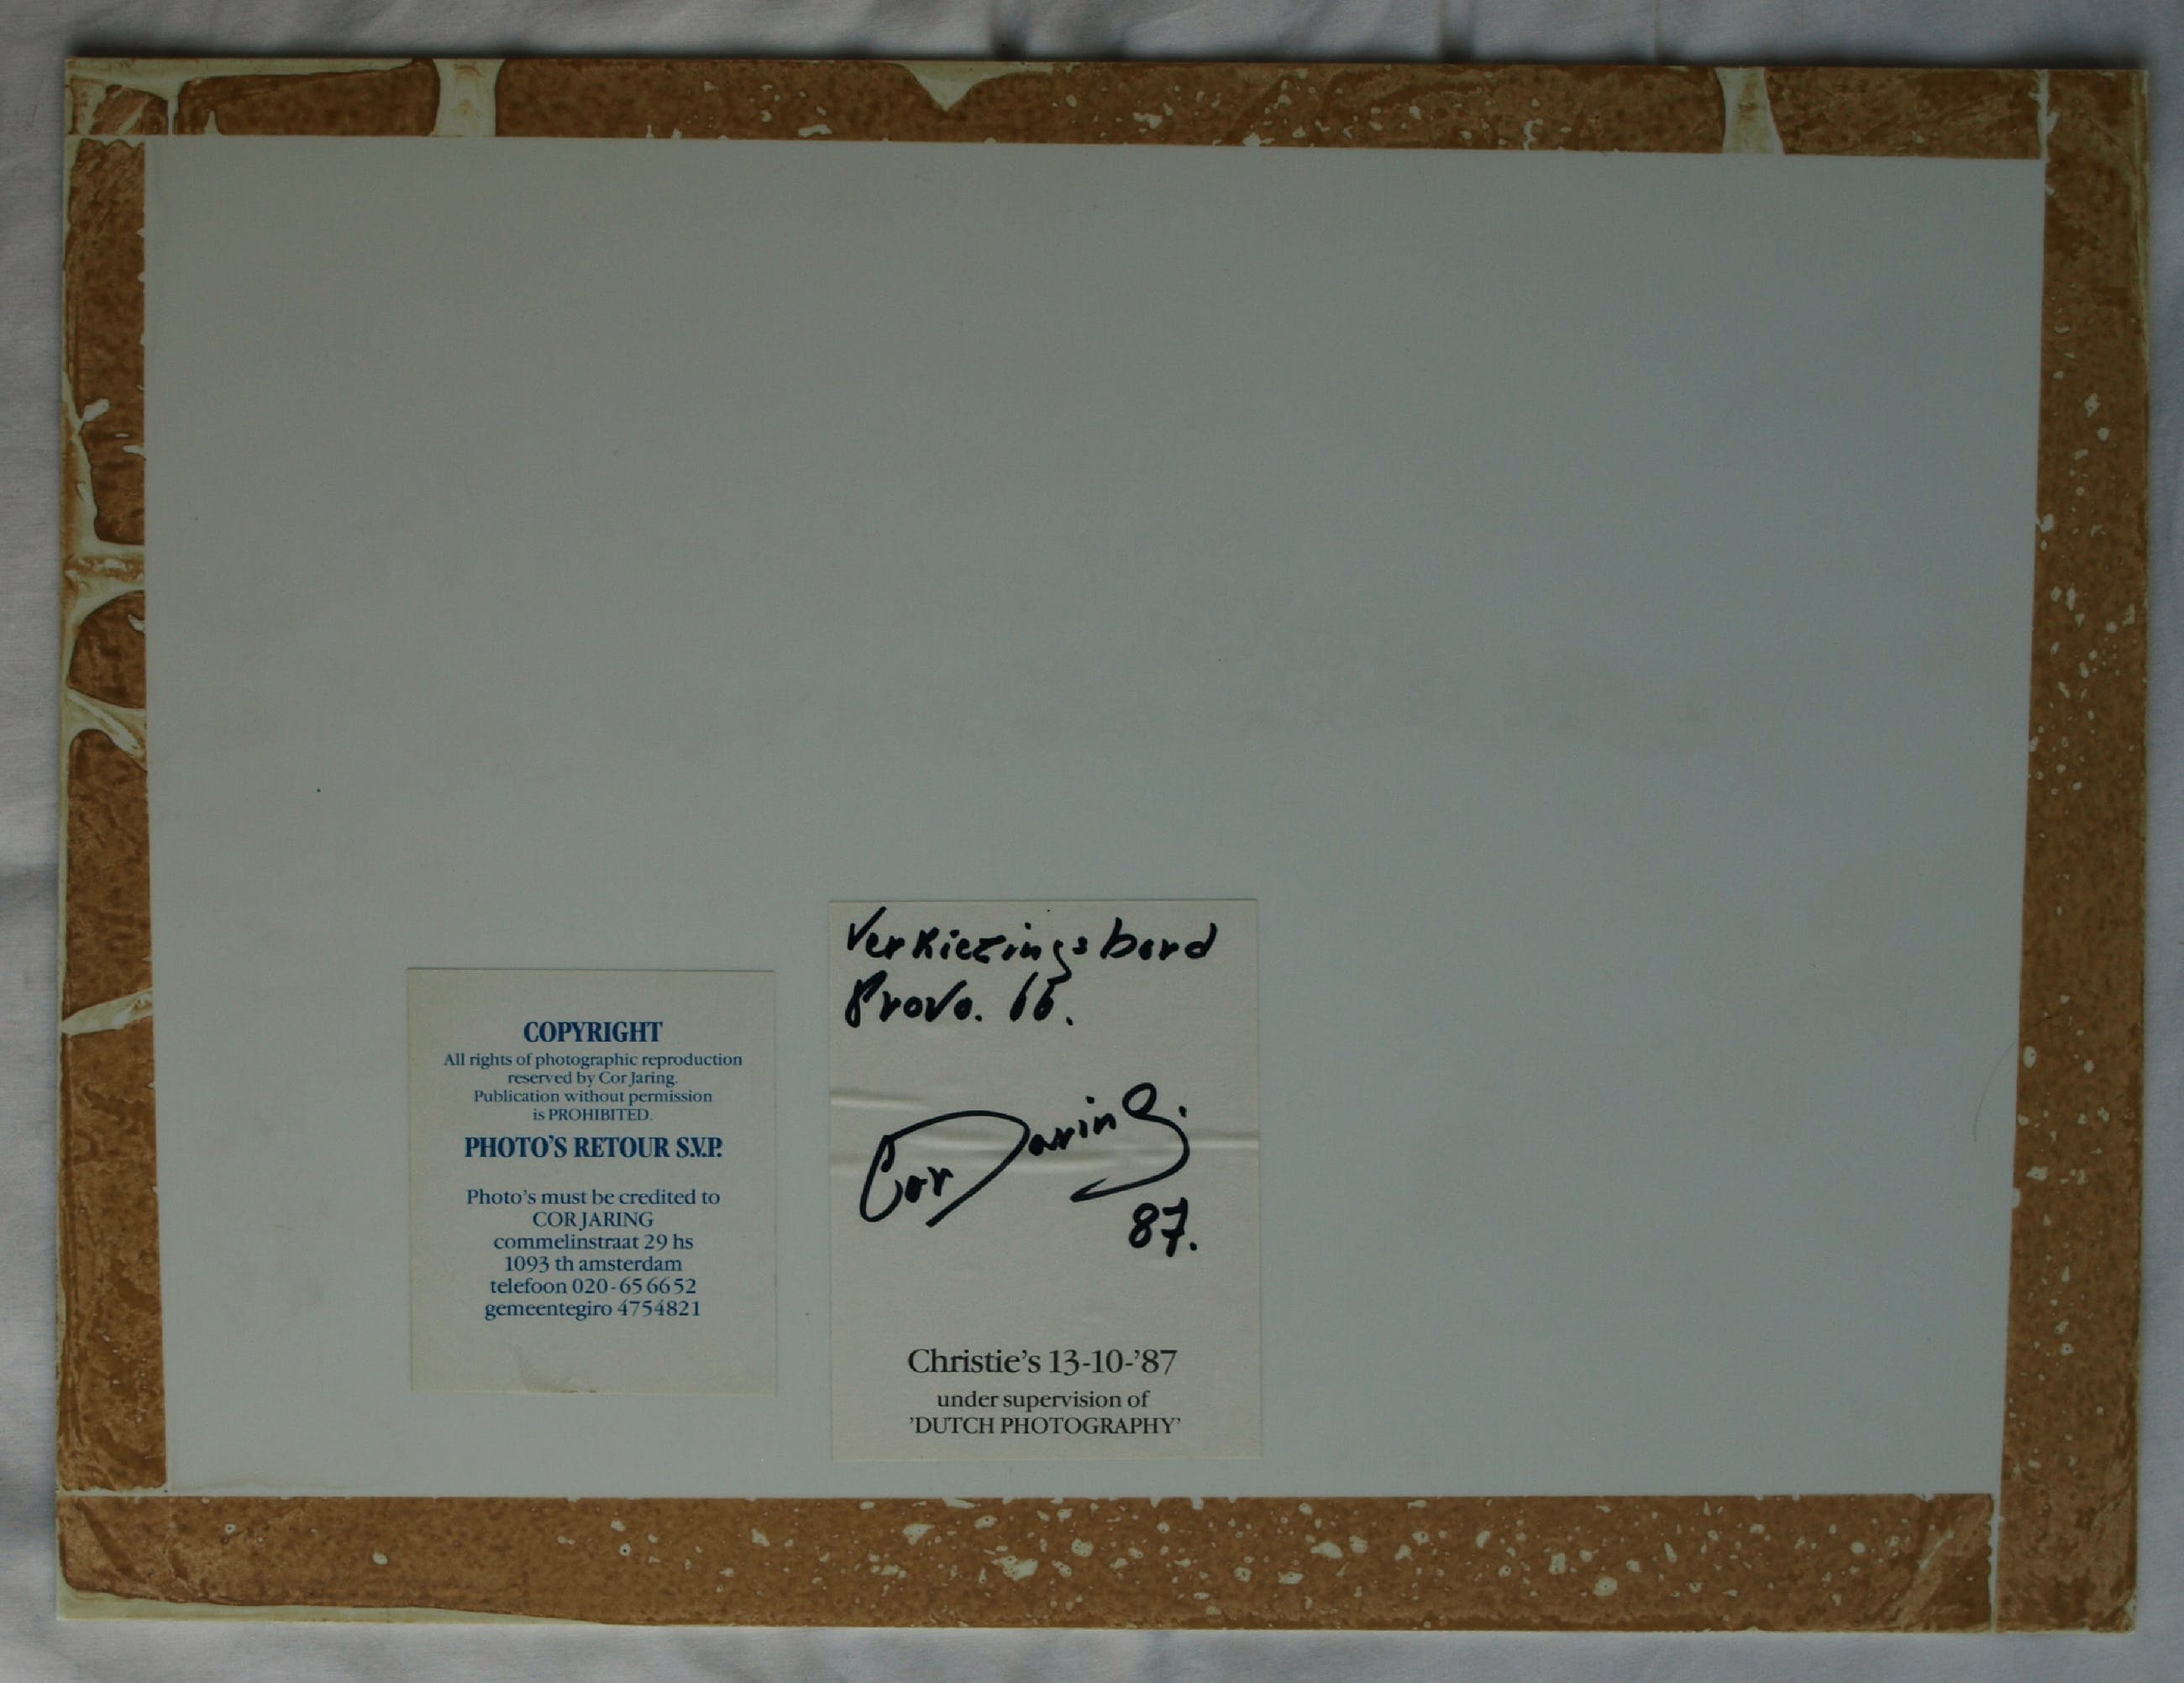 COPYRIGHT
All rights of photographic reproduction
reserved by Cor Jaring.
Publication without permission
is PROHIBITED.
PHOTO'S RETOUR S.V.P.
Photo's must be credited to
COR JARING
commelinstraat 29 hs
1093 th amsterdam
telefoon 020-65 66 52
gemeentegiro 4754821
Verkiezingsbord
Provo. 66.
Cor Jaring.
87.
Christie's 13-10-'87
under supervision of
'DUTCH PHOTOGRAPHY'